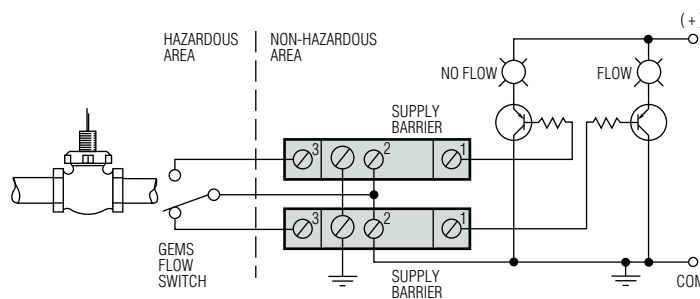 (+)
HAZARDOUS
AREA
NON-HAZARDOUS
AREA
NO FLOW
FLOW
SUPPLY
BARRIER
3
2
1
3
2
1
GEMS
FLOW
SWITCH
SUPPLY
BARRIER
COM